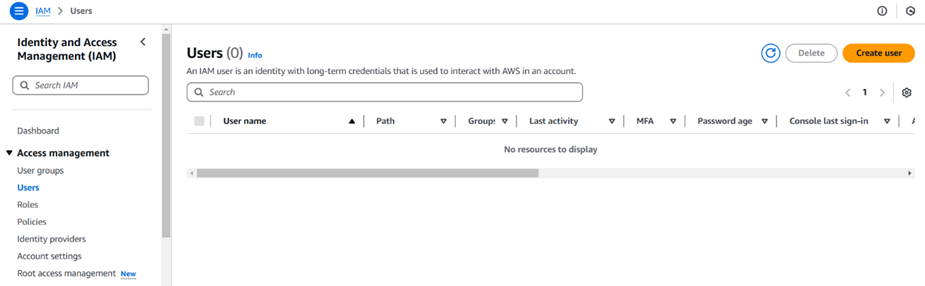 IAM > Users
Identity and Access
Management (IAM)
Search IAM
Dashboard
Access management
User groups
Users
Roles
Policies
Identity providers
Account settings
Root access management New
Users (0) Info
Delete
Create user
An IAM user is an identity with long-term credentials that is used to interact with AWS in an account.
Search
1
User name Path Groups Last activity MFA Password age Console last sign-in A
No resources to display